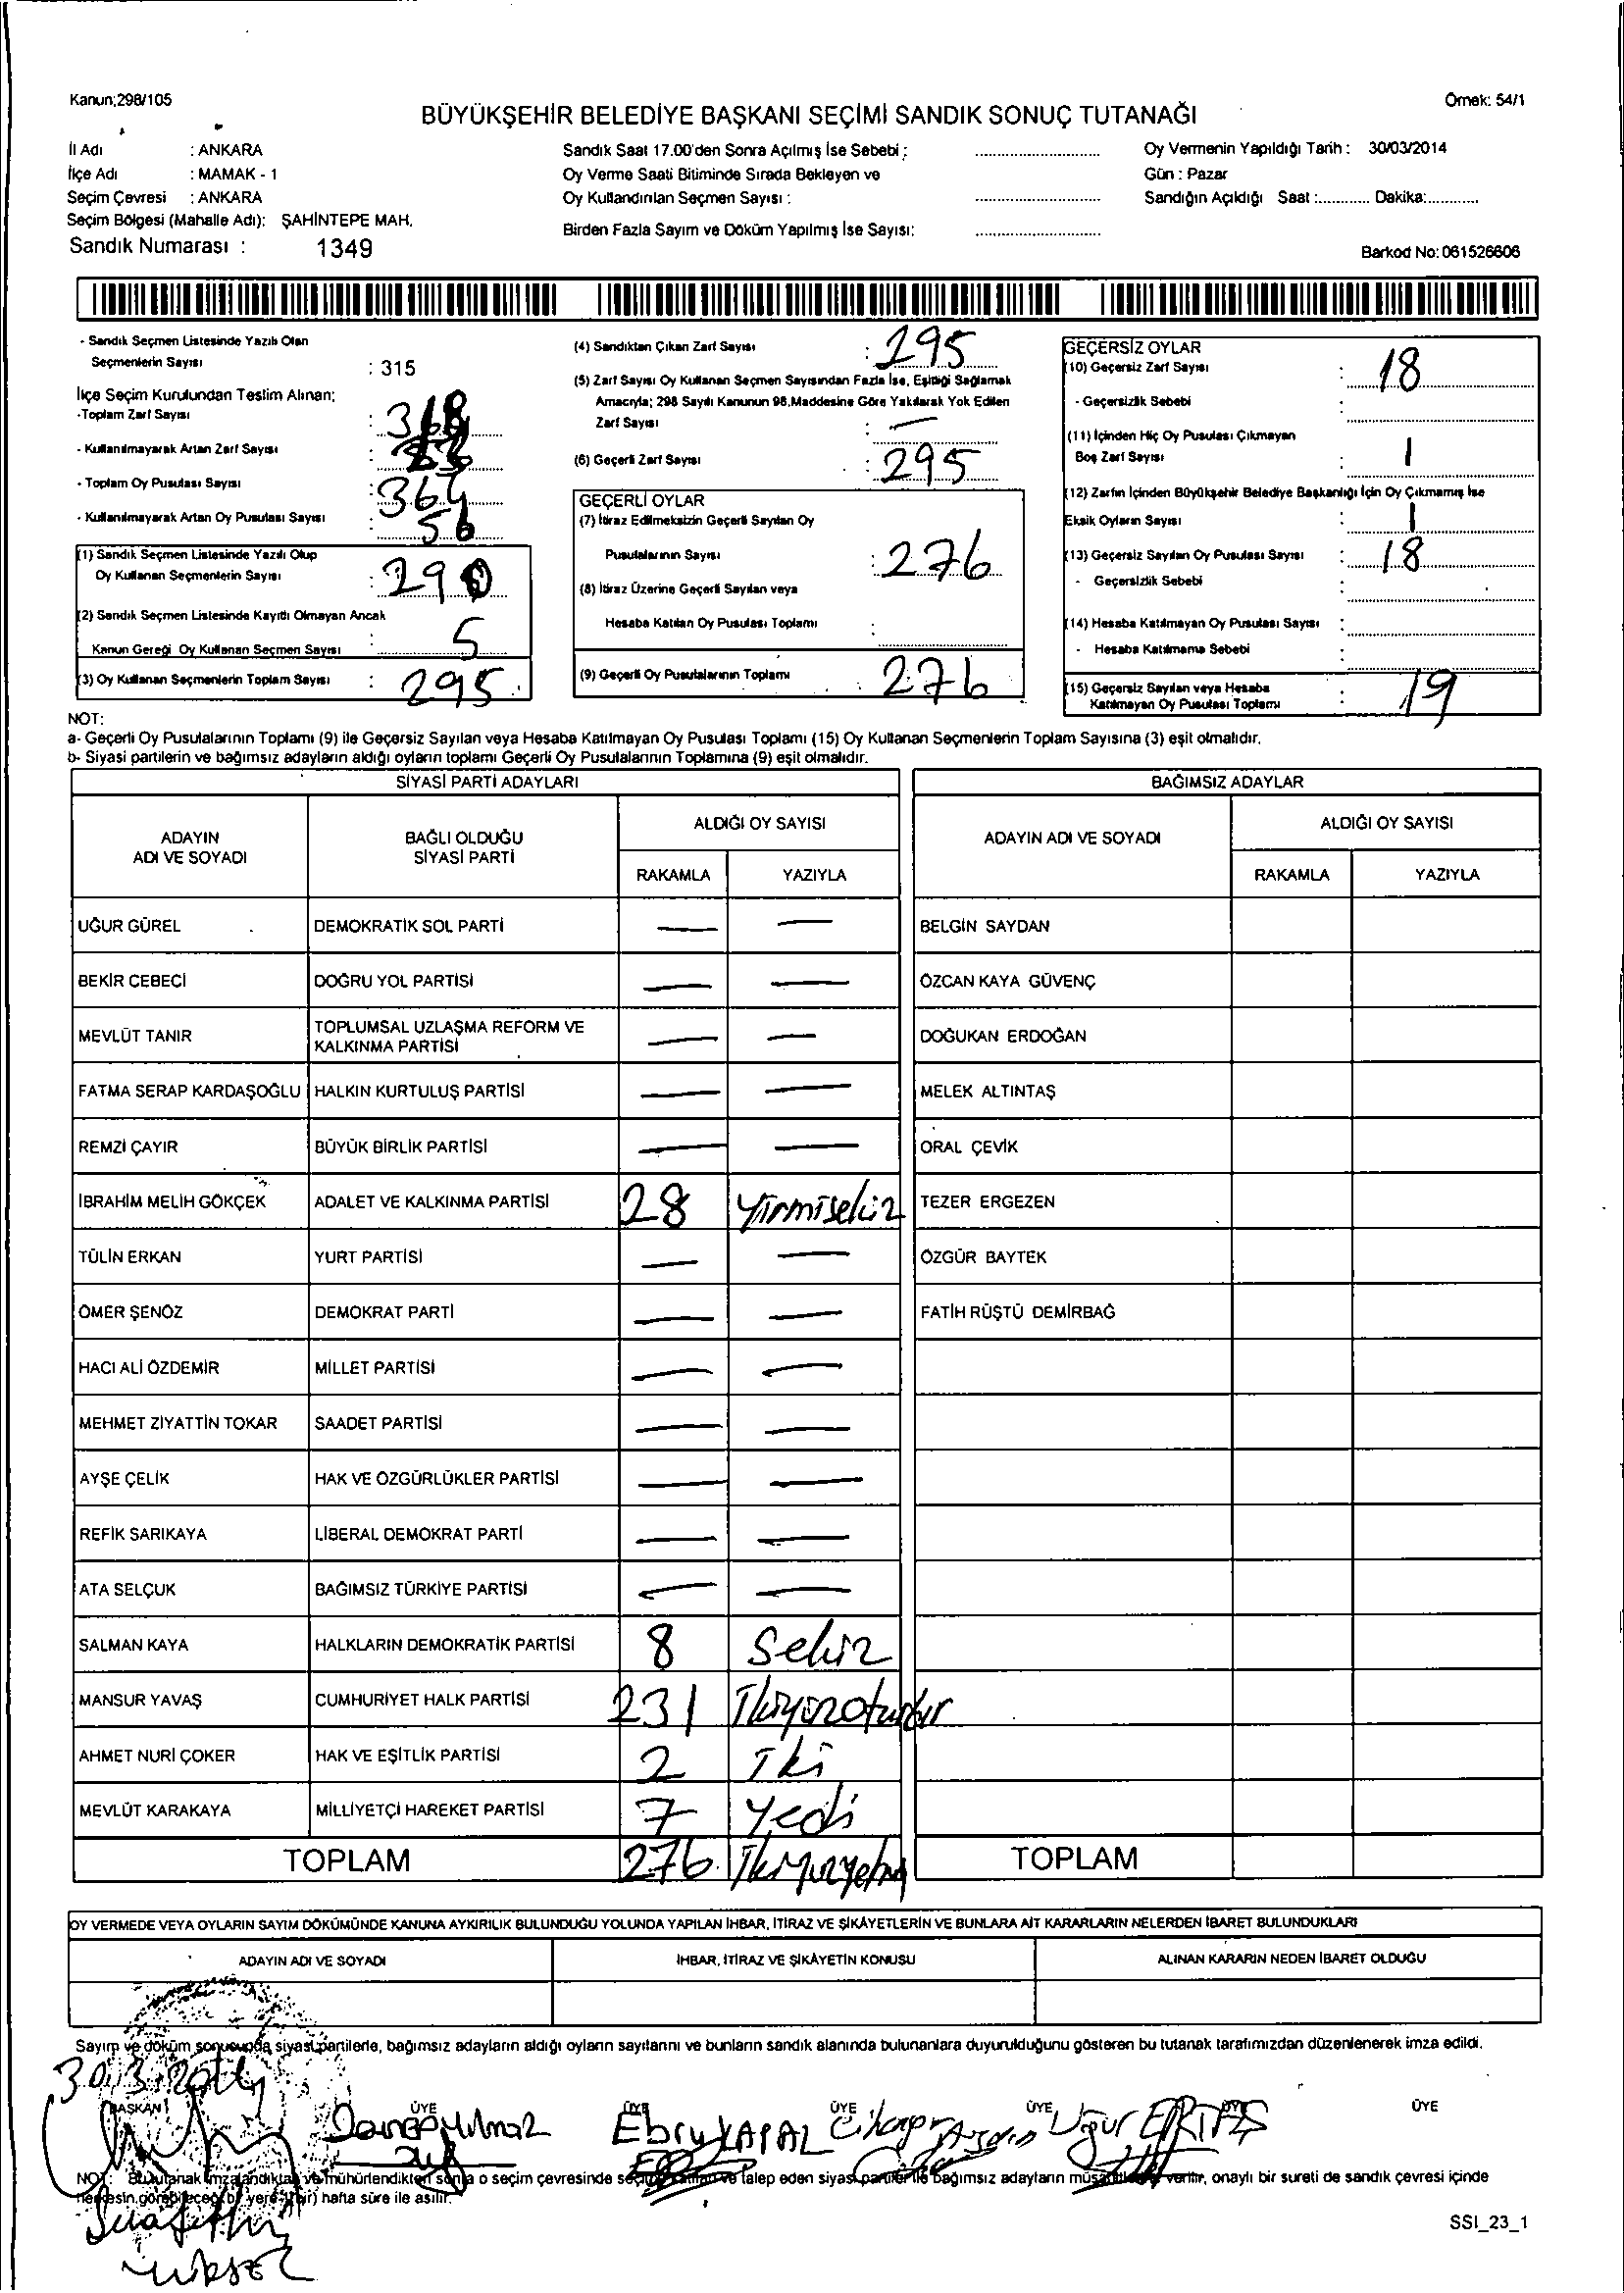 Kanun;298/105
Örnek: 54/1
BÜYÜKŞEHİR BELEDİYE BAŞKANI SEÇİMİ SANDIK SONUÇ TUTANAĞI
İl Adı : ANKARA
İlçe Adı : MAMAK - 1
Seçim Çevresi : ANKARA
Seçim Bölgesi (Mahalle Adı): ŞAHİNTEPE MAH.
Sandık Numarası : 1349
Sandık Saat 17.00'den Sonra Açılmış İse Sebebi :
Oy Verme Saati Bitiminde Sırada Bekleyen ve
Oy Kullandırılan Seçmen Sayısı :
Birden Fazla Sayım ve Döküm Yapılmış İse Sayısı:
Oy Vermenin Yapıldığı Tarih : 30/03/2014
Gün : Pazar
Sandığın Açıldığı Saat :............ Dakika:............
Barkod No: 061526606
- Sandık Seçmen Listesinde Yazılı Olan
Seçmenlerin Sayısı : 315
İlçe Seçim Kurulundan Teslim Alınan;
-Toplam Zarf Sayısı :
- Kullanılmayarak Artan Zarf Sayısı :
- Toplam Oy Pusulası Sayısı : 364
- Kullanılmayarak Artan Oy Pusulası Sayısı : 56
(1) Sandık Seçmen Listesinde Yazılı Olup
Oy Kullanan Seçmenlerin Sayısı : 290
(2) Sandık Seçmen Listesinde Kayıtlı Olmayan Ancak
Kanun Gereği Oy Kullanan Seçmen Sayısı : 5
(3) Oy Kullanan Seçmenlerin Toplam Sayısı : 295
(4) Sandıktan Çıkan Zarf Sayısı : 295
(5) Zarf Sayısı Oy Kullanan Seçmen Sayısından Fazla İse, Eşitliği Sağlamak
Amacıyla; 298 Sayılı Kanunun 98.Maddesine Göre Yakılarak Yok Edilen
Zarf Sayısı : —
(6) Geçerli Zarf Sayısı : 295
GEÇERLİ OYLAR
(7) İtiraz Edilmeksizin Geçerli Sayılan Oy
Pusulalarının Sayısı : 276
(8) İtiraz Üzerine Geçerli Sayılan veya
Hesaba Katılan Oy Pusulası Toplamı :
(9) Geçerli Oy Pusulalarının Toplamı : 276
GEÇERSİZ OYLAR
(10) Geçersiz Zarf Sayısı : 18
- Geçersizlik Sebebi :
(11) İçinden Hiç Oy Pusulası Çıkmayan
Boş Zarf Sayısı : 1
(12) Zarfın İçinden Büyükşehir Belediye Başkanlığı İçin Oy Çıkmamış İse
Eksik Oyların Sayısı : 1
(13) Geçersiz Sayılan Oy Pusulası Sayısı : 18
- Geçersizlik Sebebi :
(14) Hesaba Katılmayan Oy Pusulası Sayısı :
- Hesaba Katılmama Sebebi :
(15) Geçersiz Sayılan veya Hesaba
Katılmayan Oy Pusulası Toplamı : 19
NOT:
a- Geçerli Oy Pusulalarının Toplamı (9) ile Geçersiz Sayılan veya Hesaba Katılmayan Oy Pusulası Toplamı (15) Oy Kullanan Seçmenlerin Toplam Sayısına (3) eşit olmalıdır.
b- Siyasi partilerin ve bağımsız adayların aldığı oyların toplamı Geçerli Oy Pusulalarının Toplamına (9) eşit olmalıdır.
SİYASİ PARTİ ADAYLARI
ADAYIN ADI VE SOYADI
BAĞLI OLDUĞU SİYASİ PARTİ
ALDIĞI OY SAYISI
RAKAMLA YAZIYLA
UĞUR GÜREL DEMOKRATİK SOL PARTİ — —
BEKİR CEBECİ DOĞRU YOL PARTİSİ — —
MEVLÜT TANIR TOPLUMSAL UZLAŞMA REFORM VE KALKINMA PARTİSİ — —
FATMA SERAP KARDAŞOĞLU HALKIN KURTULUŞ PARTİSİ — —
REMZİ ÇAYIR BÜYÜK BİRLİK PARTİSİ — —
İBRAHİM MELİH GÖKÇEK ADALET VE KALKINMA PARTİSİ 28 Yirmisekiz
TÜLİN ERKAN YURT PARTİSİ — —
ÖMER ŞENÖZ DEMOKRAT PARTİ — —
HACI ALİ ÖZDEMİR MİLLET PARTİSİ — —
MEHMET ZİYATTİN TOKAR SAADET PARTİSİ — —
AYŞE ÇELİK HAK VE ÖZGÜRLÜKLER PARTİSİ — —
REFİK SARIKAYA LİBERAL DEMOKRAT PARTİ — —
ATA SELÇUK BAĞIMSIZ TÜRKİYE PARTİSİ — —
SALMAN KAYA HALKLARIN DEMOKRATİK PARTİSİ 8 Sekiz
MANSUR YAVAŞ CUMHURİYET HALK PARTİSİ 231 İkiyüzotuzbir
AHMET NURİ ÇOKER HAK VE EŞİTLİK PARTİSİ 2 İki
MEVLÜT KARAKAYA MİLLİYETÇİ HAREKET PARTİSİ 7 Yedi
TOPLAM 276
BAĞIMSIZ ADAYLAR
ADAYIN ADI VE SOYADI
ALDIĞI OY SAYISI
RAKAMLA YAZIYLA
BELGİN SAYDAN
ÖZCAN KAYA GÜVENÇ
DOĞUKAN ERDOĞAN
MELEK ALTINTAŞ
ORAL ÇEVİK
TEZER ERGEZEN
ÖZGÜR BAYTEK
FATİH RÜŞTÜ DEMİRBAĞ
TOPLAM
OY VERMEDE VEYA OYLARIN SAYIM DÖKÜMÜNDE KANUNA AYKIRILIK BULUNDUĞU YOLUNDA YAPILAN İHBAR, İTİRAZ VE ŞİKÂYETLERİN VE BUNLARA AİT KARARLARIN NELERDEN İBARET BULUNDUKLARI
ADAYIN ADI VE SOYADI
İHBAR, İTİRAZ VE ŞİKÂYETİN KONUSU
ALINAN KARARIN NEDEN İBARET OLDUĞU
Sayım ve döküm sonucunda siyasi partilerle, bağımsız adayların aldığı oyların sayılarını ve bunların sandık alanında bulunanlara duyurulduğunu gösteren bu tutanak tarafımızdan düzenlenerek imza edildi.
30.3.2014
BAŞKAN ÜYE ÜYE ÜYE ÜYE ÜYE
Ebru KAPAL
Uğur ERTAŞ
NOT: Bu tutanak imzalandıktan ve mühürlendikten sonra o seçim çevresinde seçime katılan ve talep eden siyasi partiler ile bağımsız adayların müşahitlerine verilir, onaylı bir sureti de sandık çevresi içinde
herkesin görebileceği bir yere 1(bir) hafta süre ile asılır.
YÜKSEL
SSI_23_1